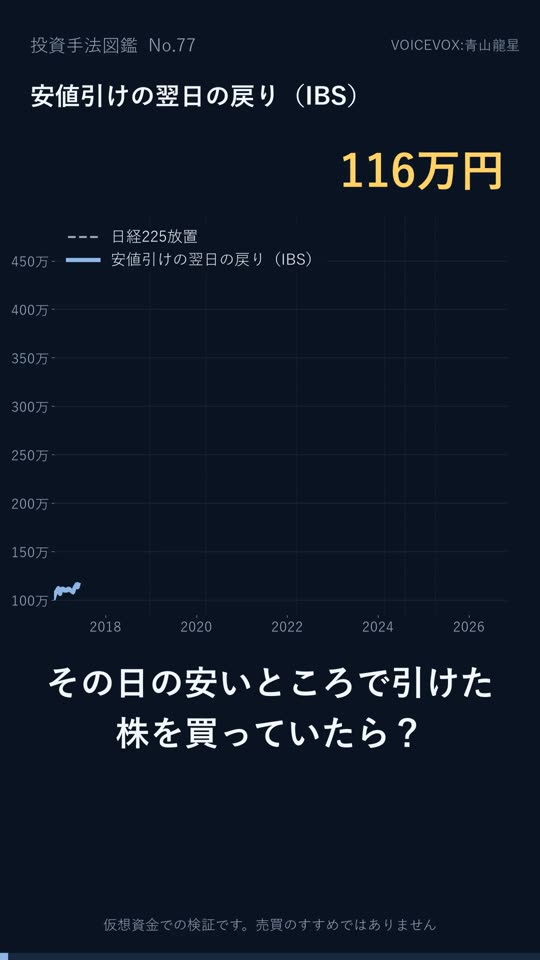 投資手法図鑑 No.77
VOICEVOX:青山龍星
安値引けの翌日の戻り（IBS）
116万円
日経225放置
安値引けの翌日の戻り（IBS）
450万
400万
350万
300万
250万
200万
150万
100万
2018 2020 2022 2024 2026
その日の安いところで引けた
株を買っていたら？
仮想資金での検証です。売買のすすめではありません